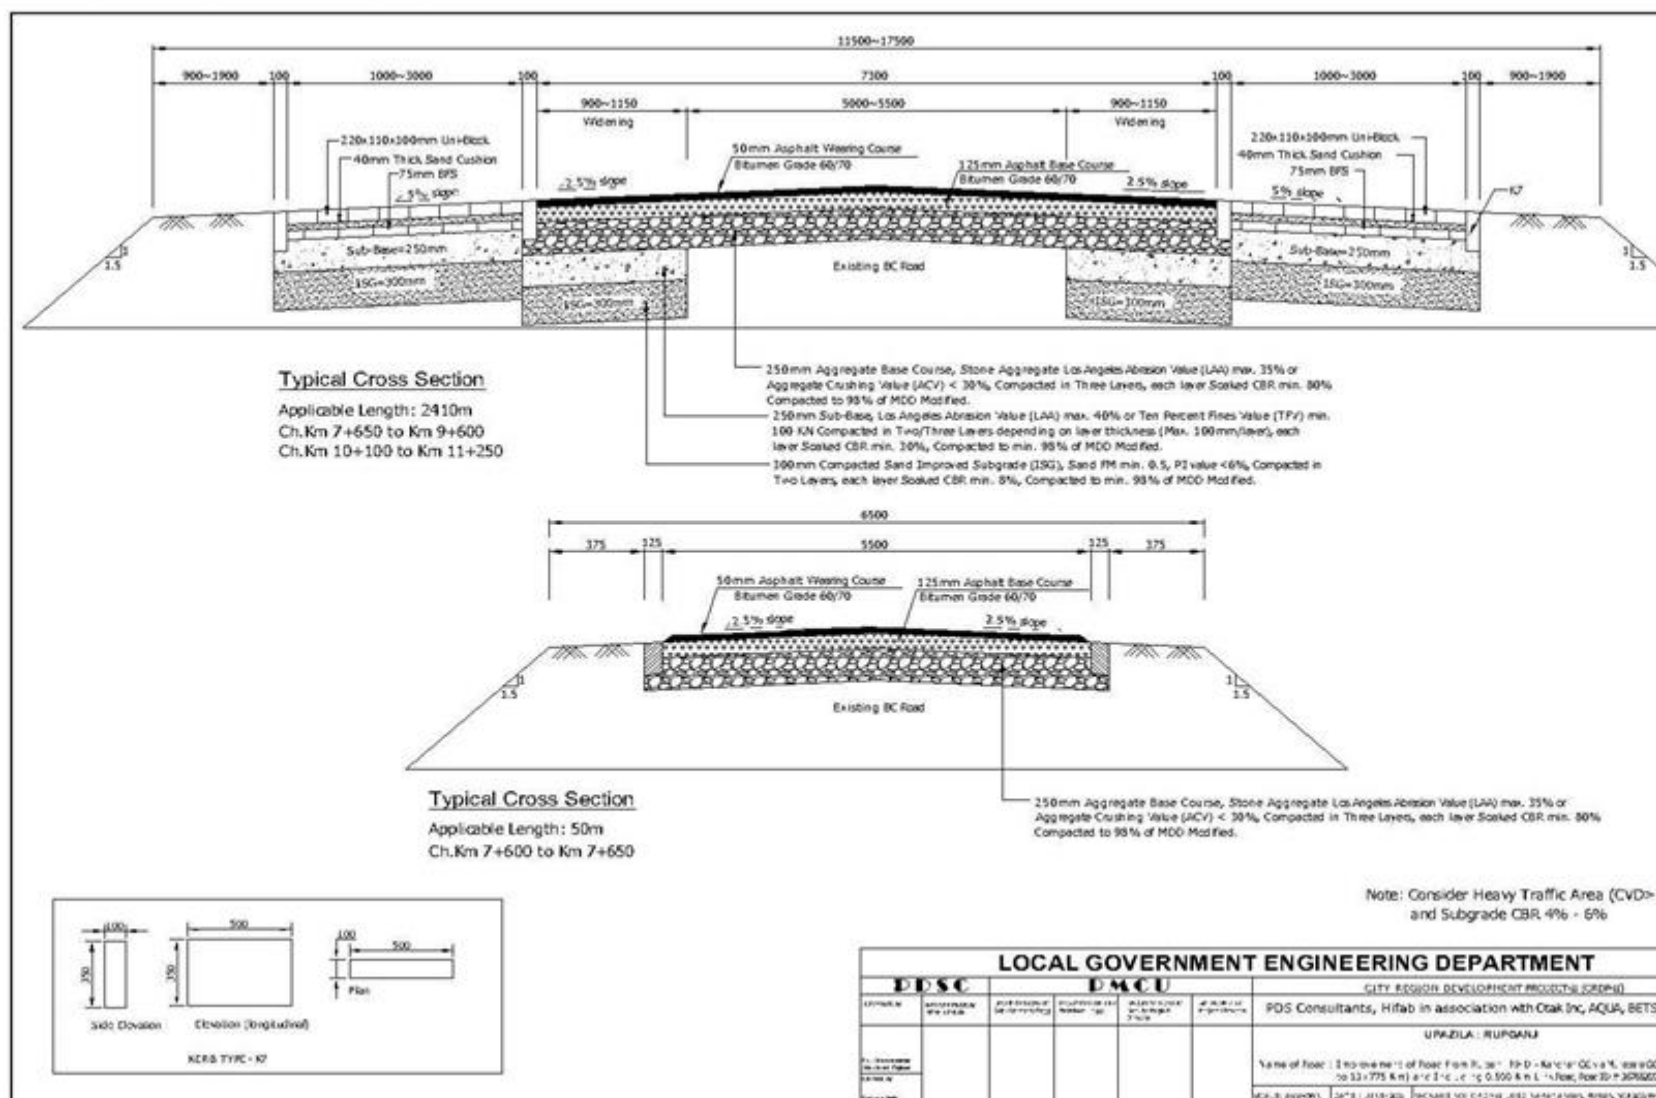 11500~17500
900~1900 100 1000~3000 100 7300 100 1000~3000 100 900~1900
900~1150 5000~5500 900~1150
Widening Widening
220x110x100mm Uni-Block
40mm Thick Sand Cushion
75mm BFS
5% slope
50mm Asphalt Wearing Course
Bitumen Grade 60/70
125mm Asphalt Base Course
Bitumen Grade 60/70
2.5% slope
2.5% slope
220x110x100mm Uni-Block
40mm Thick Sand Cushion
75mm BFS
5% slope
K7
1
1.5
Sub-Base=250mm
ISG=300mm
ISG=300mm
Existing BC Road
ISG=300mm
Sub-Base=250mm
ISG=300mm
1
1.5
250mm Aggregate Base Course, Stone Aggregate Los Angeles Abrasion Value (LAA) max. 35% or
Aggregate Crushing Value (ACV) < 30%, Compacted in Three Layers, each layer Soaked CBR min. 80%
Compacted to 98% of MDD Modified.
250mm Sub-Base, Los Angeles Abrasion Value (LAA) max. 40% or Ten Percent Fines Value (TFV) min.
100 KN Compacted in Two/Three Layers depending on layer thickness (Max. 100mm/layer), each
layer Soaked CBR min. 30%, Compacted to min. 98% of MDD Modified.
300mm Compacted Sand Improved Subgrade (ISG), Sand FM min. 0.5, PI value <6%, Compacted in
Two Layers, each layer Soaked CBR min. 8%, Compacted to min. 98% of MDD Modified.
Typical Cross Section
Applicable Length: 2410m
Ch.Km 7+650 to Km 9+600
Ch.Km 10+100 to Km 11+250
6500
375 125 5500 125 375
50mm Asphalt Wearing Course
Bitumen Grade 60/70
125mm Asphalt Base Course
Bitumen Grade 60/70
2.5% slope
2.5% slope
1
1.5
Existing BC Road
1
1.5
250mm Aggregate Base Course, Stone Aggregate Los Angeles Abrasion Value (LAA) max. 35% or
Aggregate Crushing Value (ACV) < 30%, Compacted in Three Layers, each layer Soaked CBR min. 80%
Compacted to 98% of MDD Modified.
Typical Cross Section
Applicable Length: 50m
Ch.Km 7+600 to Km 7+650
Note: Consider Heavy Traffic Area (CVD>
and Subgrade CBR 4% - 6%
100
350
Side Elevation
500
350
Elevation (longitudinal)
100
500
Plan
KERB TYPE - K7
LOCAL GOVERNMENT ENGINEERING DEPARTMENT
PDSC PMCU CITY REGION DEVELOPMENT PROJECT-II (CRDP-II)
PDS Consultants, Hifab in association with Otak Inc, AQUA, BETS
UPAZILA : RUPGANJ
Name of Road : Improvement of Road From